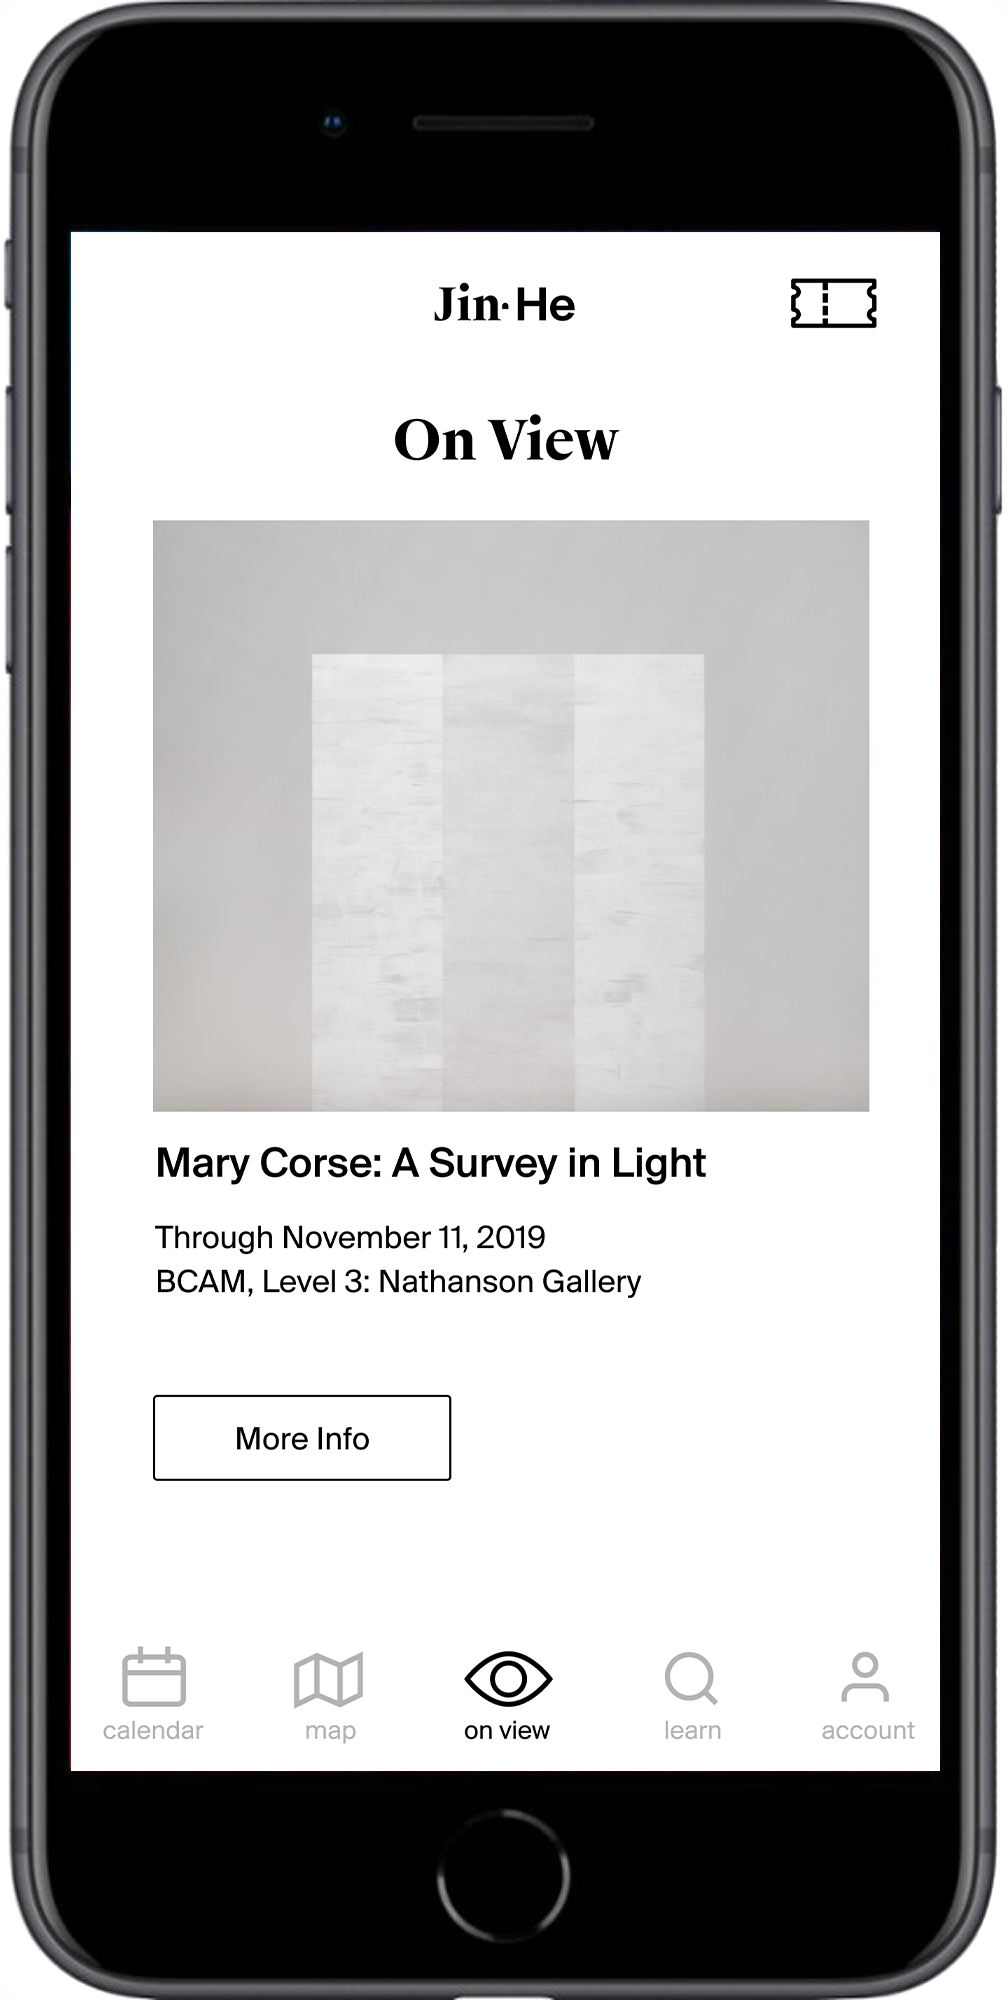 Jin·He
On View
Mary Corse: A Survey in Light
Through November 11, 2019
BCAM, Level 3: Nathanson Gallery
More Info
calendar
map
on view
learn
account